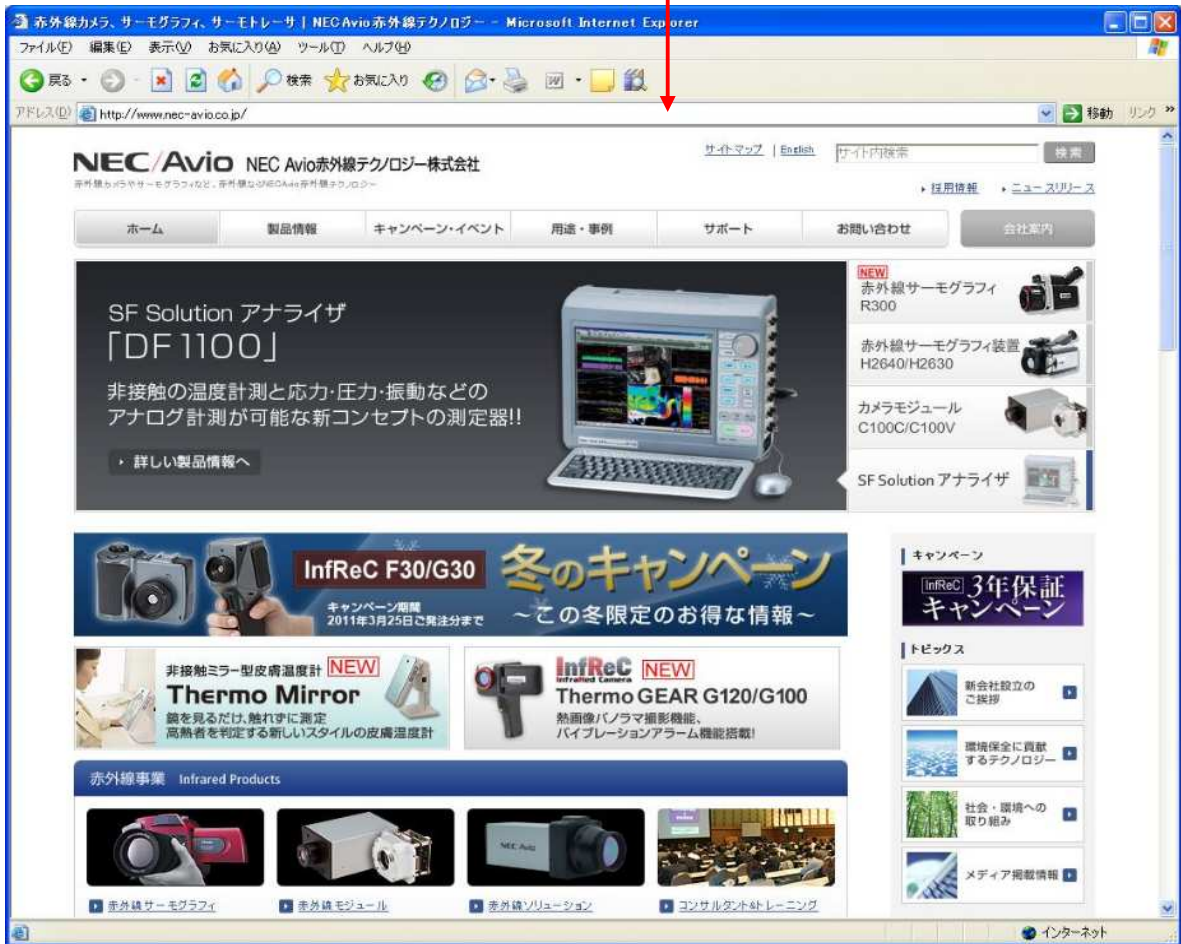 赤外線カメラ、サーモグラフィ、サーモトレーサ | NEC Avio 赤外線テクノロジー - Microsoft Internet Explorer
ファイル(F) 編集(E) 表示(V) お気に入り(A) ツール(T) ヘルプ(H)
戻る 検索 お気に入り
アドレス(D) http://www.nec-avio.co.jp/ 移動 リンク »
NEC/Avio NEC Avio赤外線テクノロジー株式会社
サイトマップ | English サイト内検索 検索
採用情報 ニュースリリース
ホーム 製品情報 キャンペーン・イベント 用途・事例 サポート お問い合わせ 会社案内
SF Solution アナライザ
「DF1100」
非接触の温度計測と応力・圧力・振動などの
アナログ計測が可能な新コンセプトの測定器!!
詳しい製品情報へ
NEW
赤外線サーモグラフィ
R300
赤外線サーモグラフィ装置
H2640/H2630
カメラモジュール
C100C/C100V
SF Solution アナライザ
InfReC F30/G30
キャンペーン期間
2011年3月25日ご発注分まで
冬のキャンペーン
～この冬限定のお得な情報～
非接触ミラー型皮膚温度計 NEW
Thermo Mirror
鏡を見るだけ、触れずに測定
高熱者を判定する新しいスタイルの皮膚温度計
InfReC NEW
Infrared Camera
Thermo GEAR G120/G100
熱画像パノラマ撮影機能、
バイブレーションアラーム機能搭載!
キャンペーン
InfReC 3年保証
キャンペーン
トピックス
新会社設立の
ご挨拶
環境保全に貢献
するテクノロジー
社会・環境への
取り組み
メディア掲載情報
赤外線事業 Infrared Products
NEC Avio
赤外線サーモグラフィ 赤外線モジュール 赤外線ソリューション コンサルタント&トレーニング
インターネット